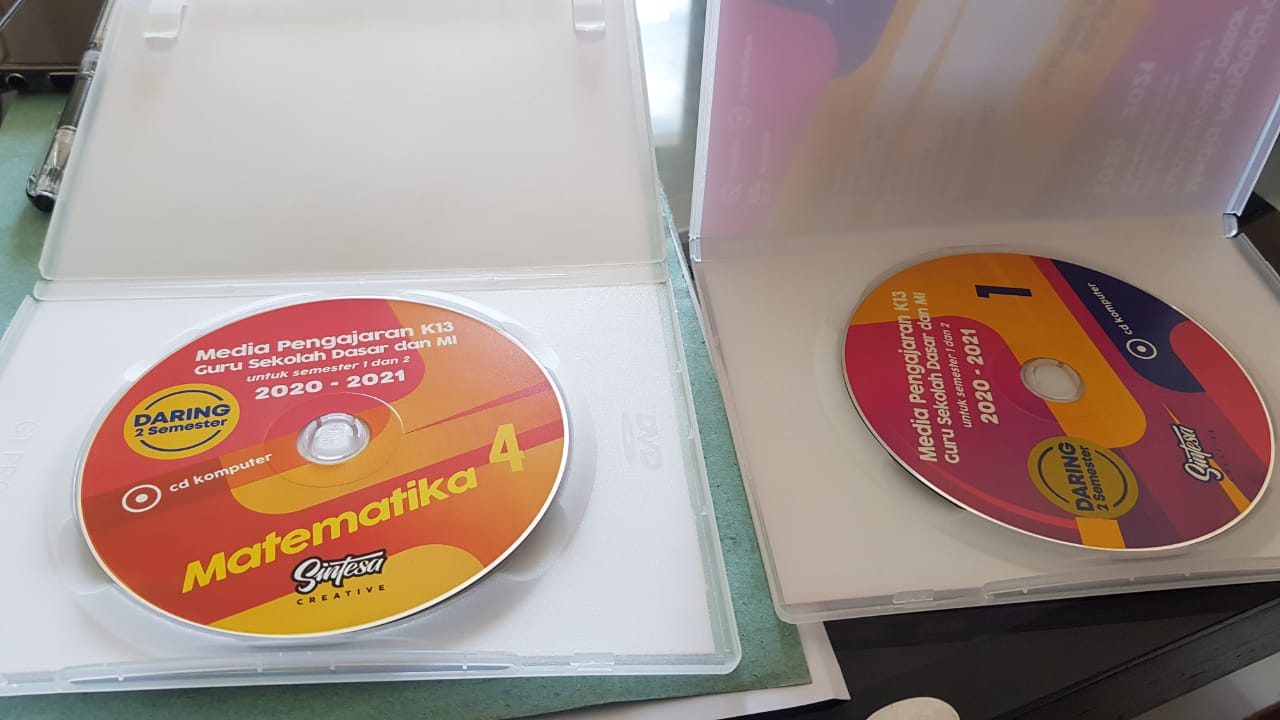 Media Pengajaran K13
Guru Sekolah Dasar dan MI
untuk semester 1 dan 2
2020 - 2021
DARING
2 Semester
cd komputer
Matematika 4
Sintesa
CREATIVE
DVD
1
cd komputer
Media Pengajaran K13
Guru Sekolah Dasar dan MI
untuk semester 1 dan 2
2020 - 2021
DARING
2 Semester
Sintesa
CREATIVE